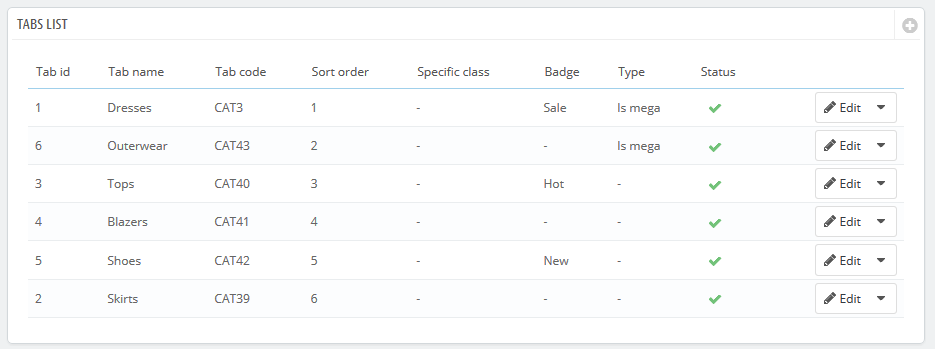 TABS LIST
Tab id Tab name Tab code Sort order Specific class Badge Type Status
1 Dresses CAT3 1 - Sale Is mega Edit
6 Outerwear CAT43 2 - - Is mega Edit
3 Tops CAT40 3 - Hot - Edit
4 Blazers CAT41 4 - - - Edit
5 Shoes CAT42 5 - New - Edit
2 Skirts CAT39 6 - - - Edit